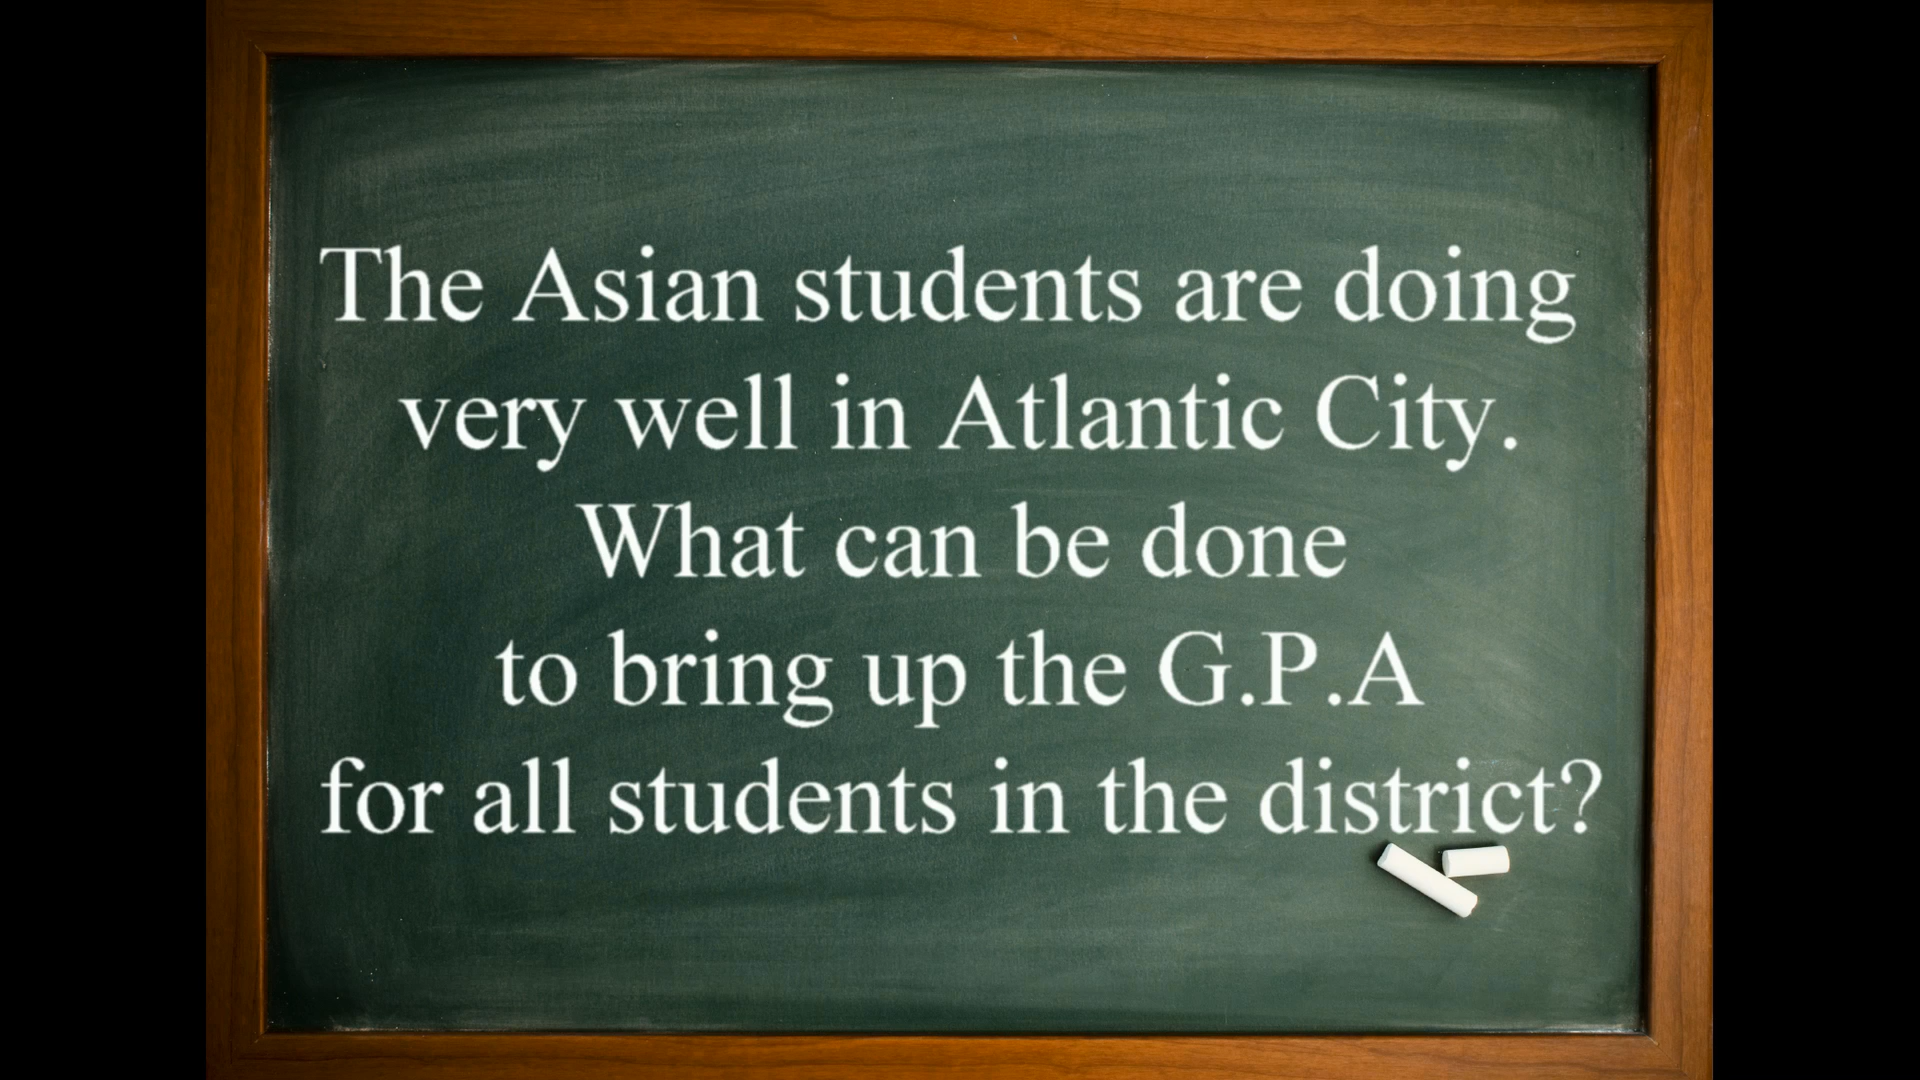 The Asian students are doing
very well in Atlantic City.
What can be done
to bring up the G.P.A
for all students in the district?